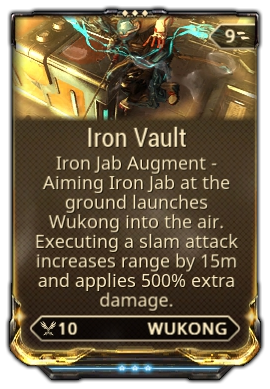 9
Iron Vault
Iron Jab Augment -
Aiming Iron Jab at the
ground launches
Wukong into the air.
Executing a slam attack
increases range by 15m
and applies 500% extra
damage.
10 WUKONG